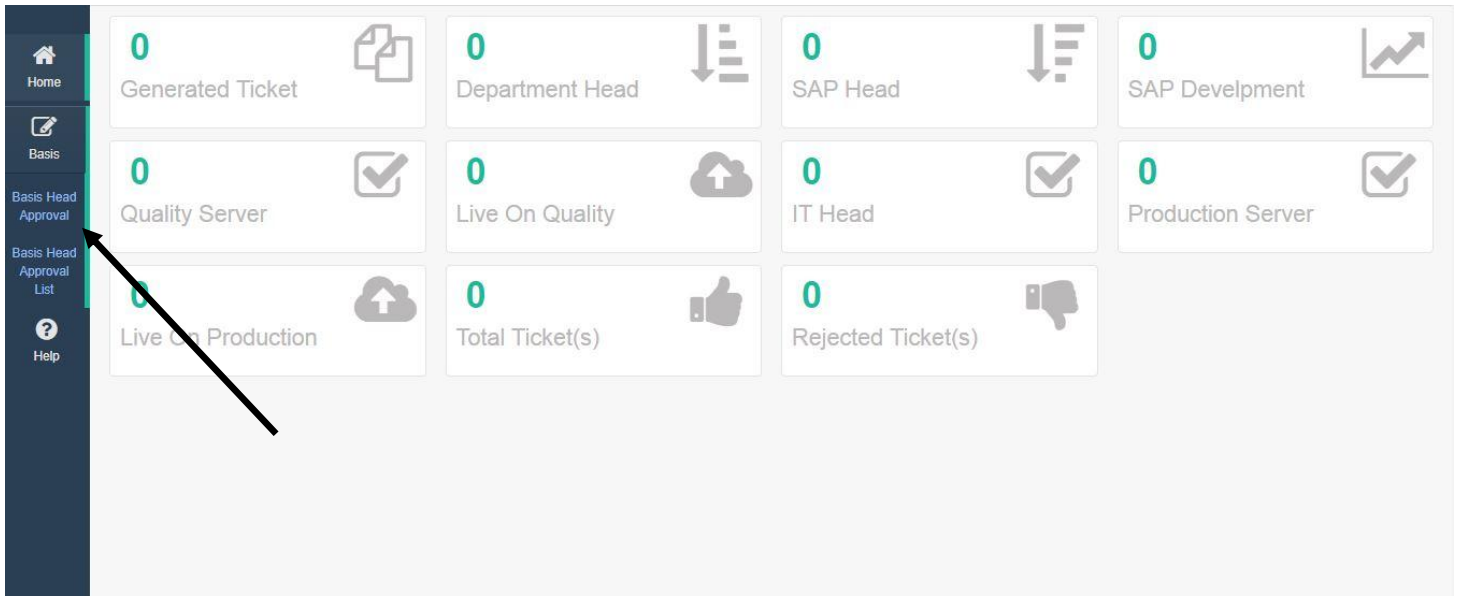 Home
Basis
Basis Head
Approval
Basis Head
Approval
List
Help
0
Generated Ticket
0
Department Head
0
SAP Head
0
SAP Develpment
0
Quality Server
0
Live On Quality
0
IT Head
0
Production Server
0
Live On Production
0
Total Ticket(s)
0
Rejected Ticket(s)